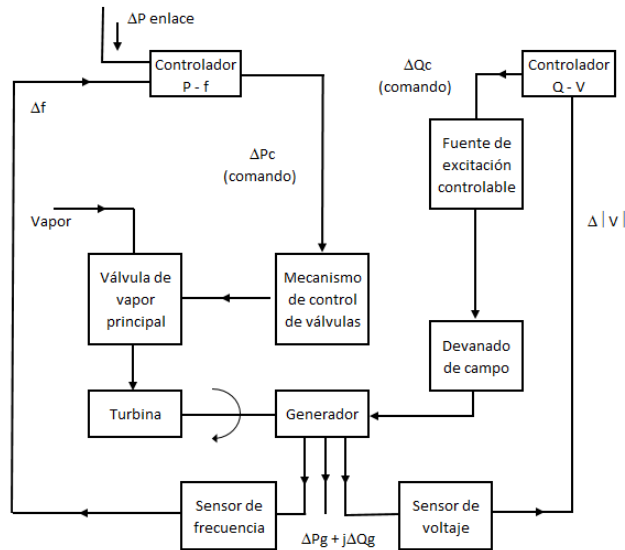 ΔP enlace
Controlador
P - f
Δf
ΔPc
(comando)
Vapor
Válvula de
vapor
principal
Mecanismo
de control
de válvulas
Turbina
Generador
Sensor de
frecuencia
ΔPg + jΔQg
Sensor de
voltaje
ΔQc
(comando)
Controlador
Q - V
Fuente de
excitación
controlable
Δ|V|
Devanado
de campo